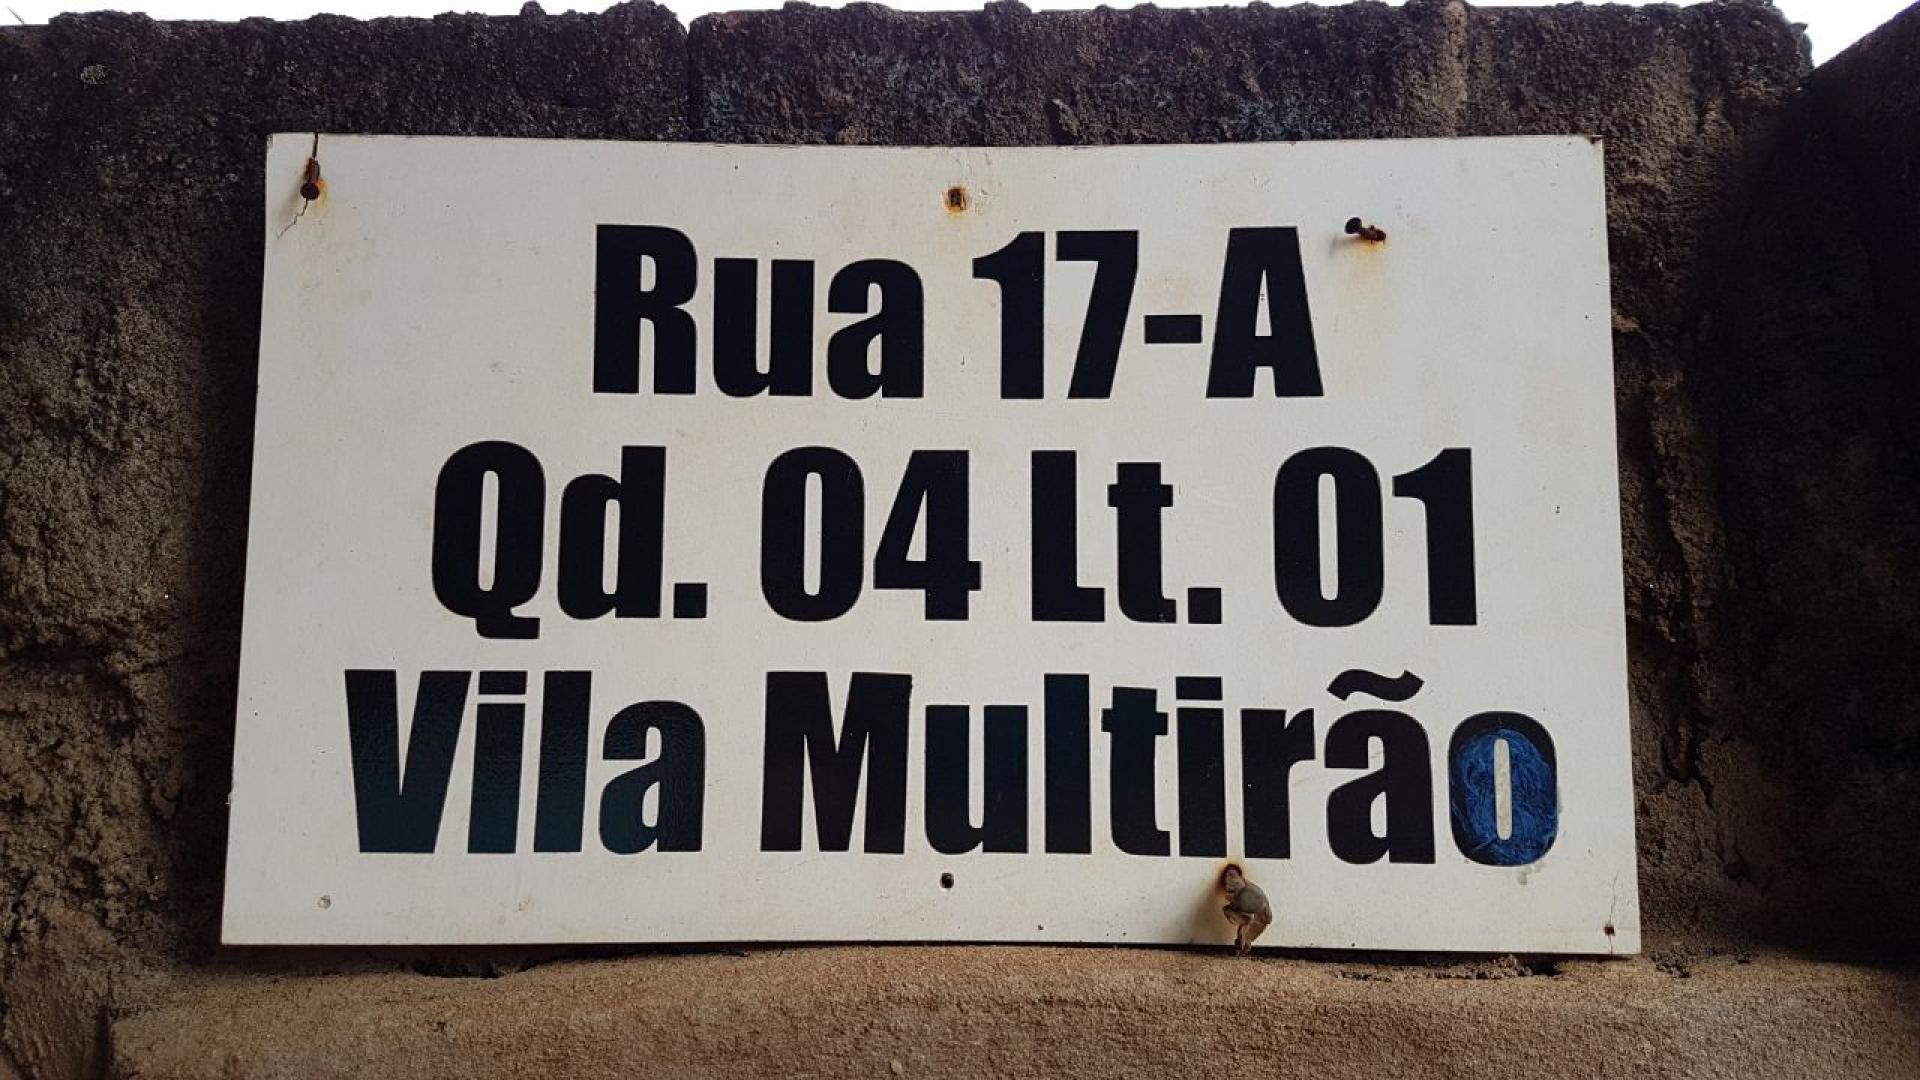 Rua 17-A
Qd. 04 Lt. 01
Vila Multirão